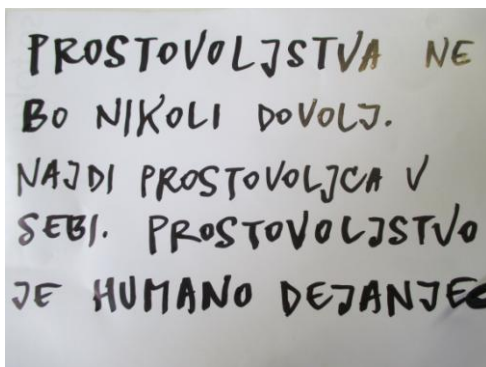 PROSTOVOLJSTVA NE
BO NIKOLI DOVOLJ.
NAJDI PROSTOVOLJCA V
SEBI. PROSTOVOLJSTVO
JE HUMANO DEJANJE